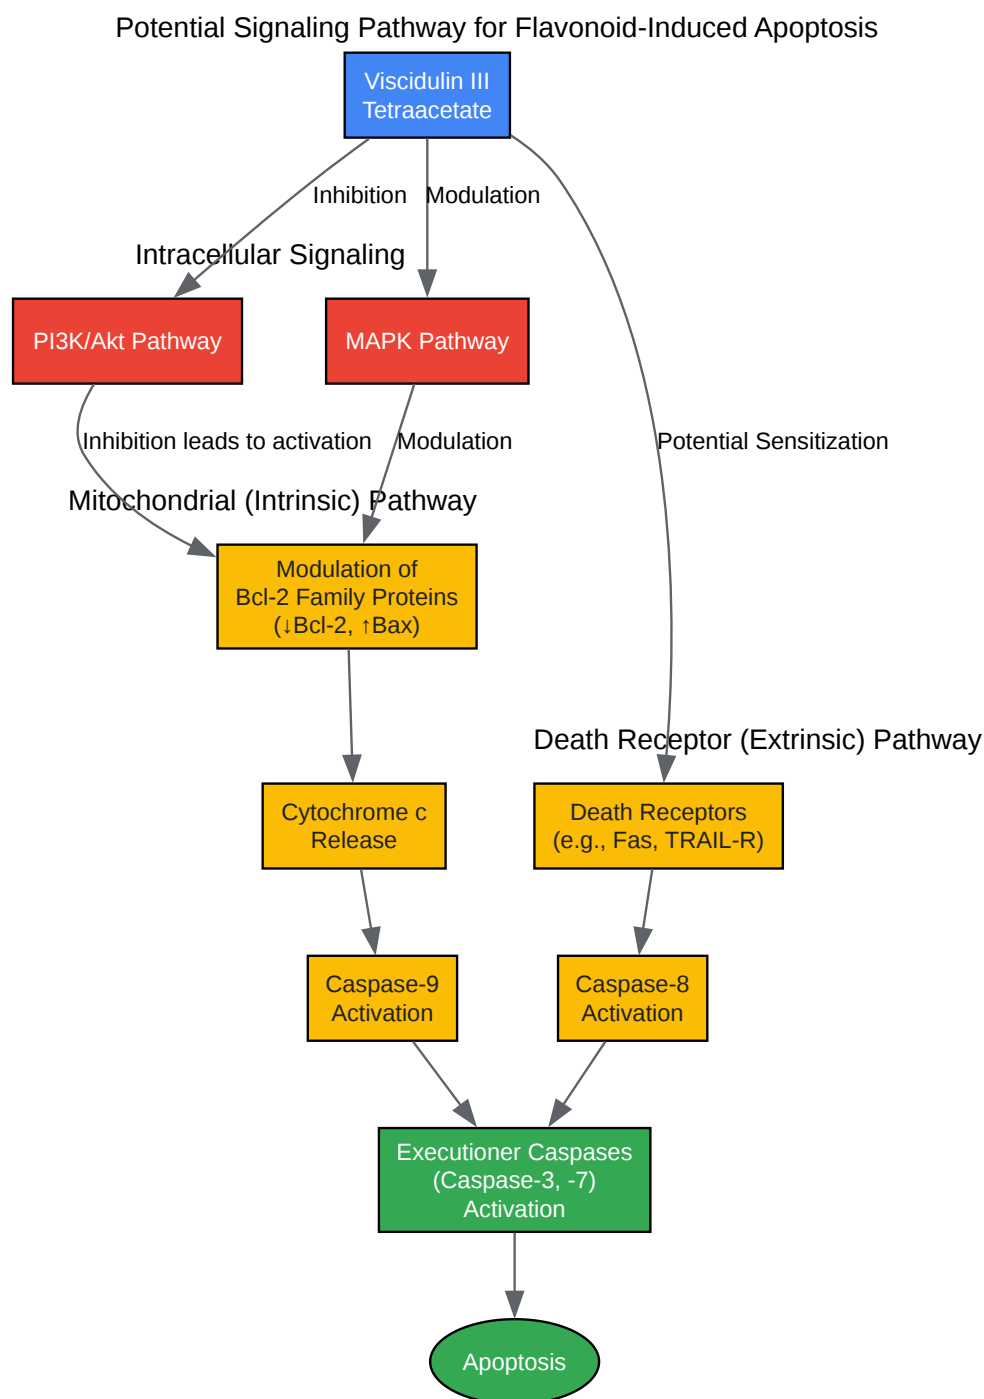 Potential Signaling Pathway for Flavonoid-Induced Apoptosis
Viscidulin III
Tetraacetate
Inhibition
Modulation
Intracellular Signaling
PI3K/Akt Pathway
MAPK Pathway
Inhibition leads to activation
Modulation
Potential Sensitization
Mitochondrial (Intrinsic) Pathway
Modulation of
Bcl-2 Family Proteins
(↓Bcl-2, ↑Bax)
Death Receptor (Extrinsic) Pathway
Cytochrome c
Release
Death Receptors
(e.g., Fas, TRAIL-R)
Caspase-9
Activation
Caspase-8
Activation
Executioner Caspases
(Caspase-3, -7)
Activation
Apoptosis